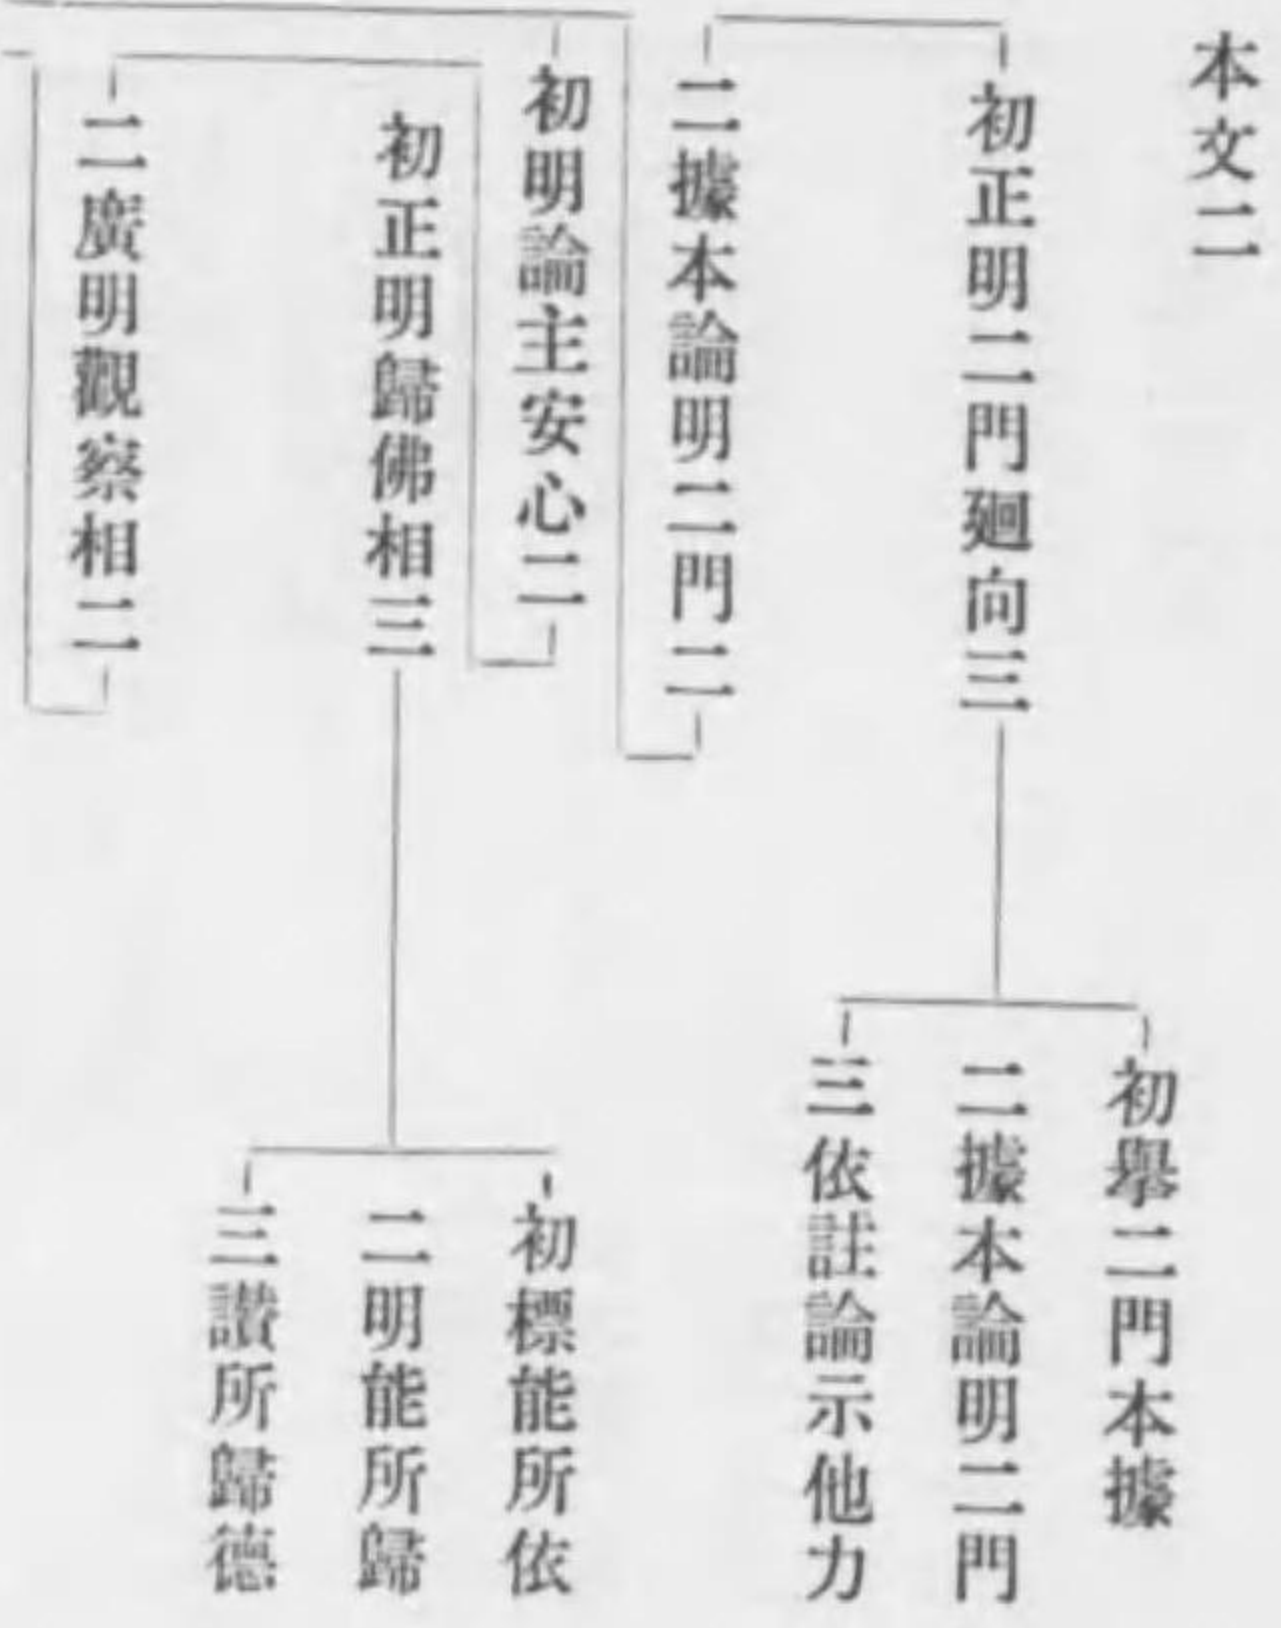 本文二
初正明二門廻向三
初擧二門本據
二據本論明二門
三依註論示他力
二據本論明二門二
初明論主安心二
初正明歸佛相三
初標能所依
二明能所歸
三讃所歸德
二廣明觀察相二